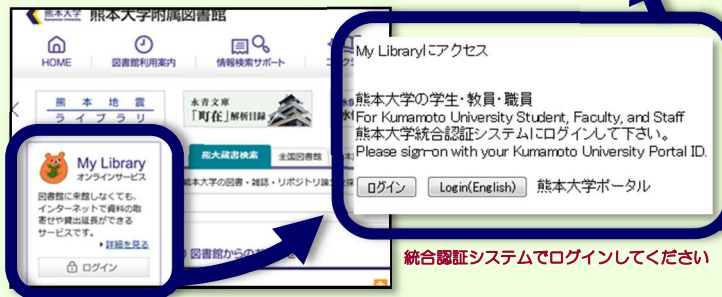 熊本大学 熊本大学附属図書館
HOME
図書館利用案内
情報検索サポート
熊本地震
ライブラリ
永青文庫
「町在」解析目録
熊大蔵書検索
全国図書館
本大学の図書・雑誌・リポジトリ論文
My Library
オンラインサービス
図書館に来館しなくても、
インターネットで資料の取
寄せや貸出延長ができる
サービスです。
詳細を見る
ログイン
図書館からのお
My Libraryにアクセス
熊本大学の学生・教員・職員
For Kumamoto University Student, Faculty, and Staff
熊本大学統合認証システムにログインして下さい。
Please sign-on with your Kumamoto University Portal ID.
ログイン Login(English) 熊本大学ポータル
統合認証システムでログインしてください